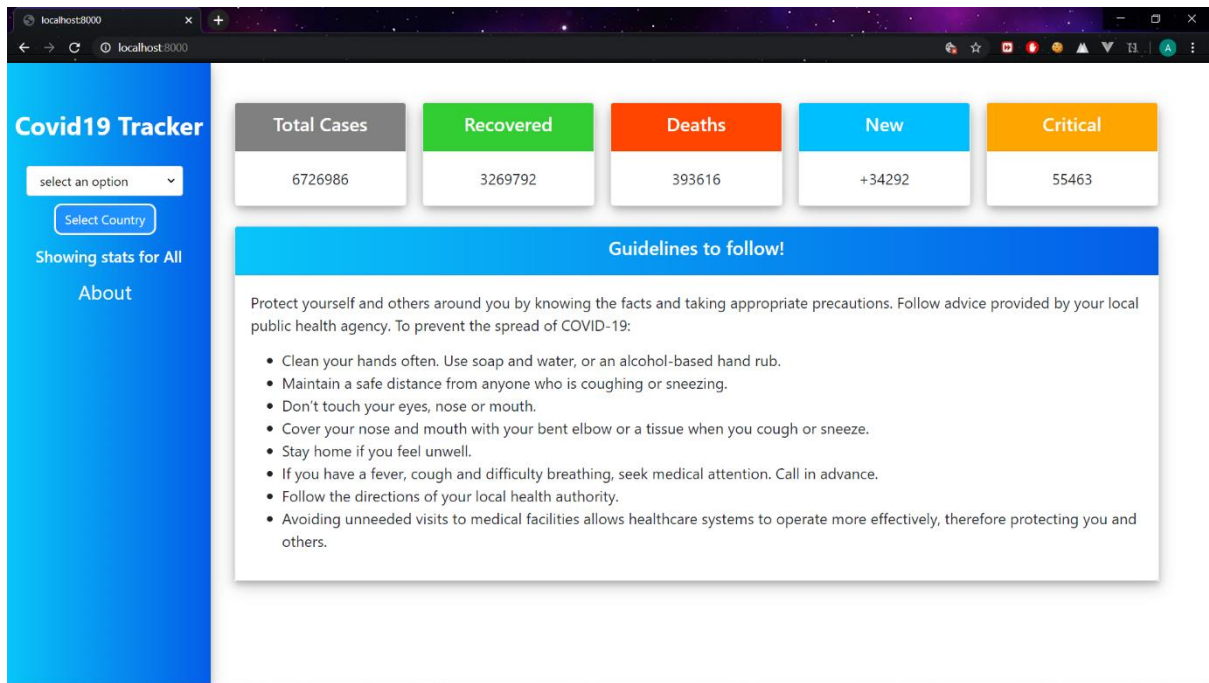 localhost:8000
localhost:8000
A
Covid19 Tracker
select an option
Select Country
Showing stats for All
About
Total Cases
6726986
Recovered
3269792
Deaths
393616
New
+34292
Critical
55463
Guidelines to follow!
Protect yourself and others around you by knowing the facts and taking appropriate precautions. Follow advice provided by your local
public health agency. To prevent the spread of COVID-19:
• Clean your hands often. Use soap and water, or an alcohol-based hand rub.
• Maintain a safe distance from anyone who is coughing or sneezing.
• Don't touch your eyes, nose or mouth.
• Cover your nose and mouth with your bent elbow or a tissue when you cough or sneeze.
• Stay home if you feel unwell.
• If you have a fever, cough and difficulty breathing, seek medical attention. Call in advance.
• Follow the directions of your local health authority.
• Avoiding unneeded visits to medical facilities allows healthcare systems to operate more effectively, therefore protecting you and
others.